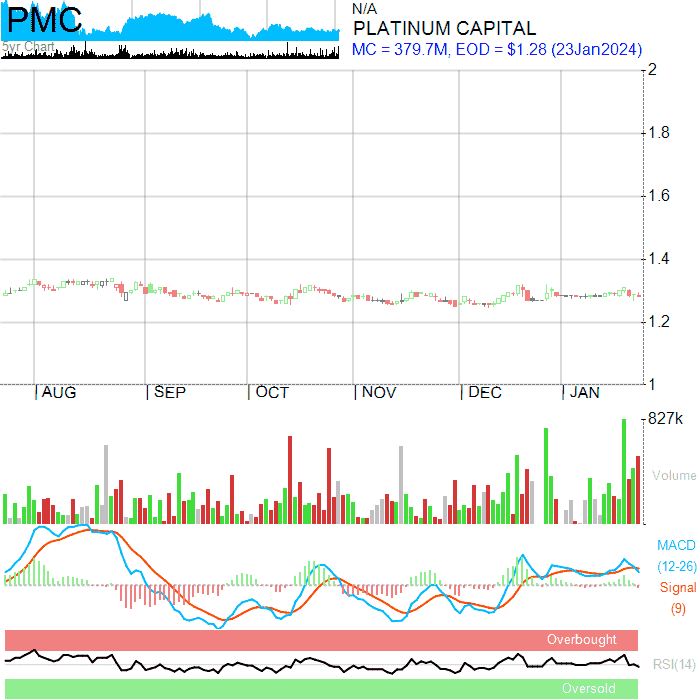 PMC
5yr Chart
N/A
PLATINUM CAPITAL
MC = 379.7M, EOD = $1.28 (23Jan2024)
2
1.8
1.6
1.4
1.2
1
AUG SEP OCT NOV DEC JAN
827k
Volume
MACD
(12-26)
Signal
(9)
Overbought
RSI(14)
Oversold